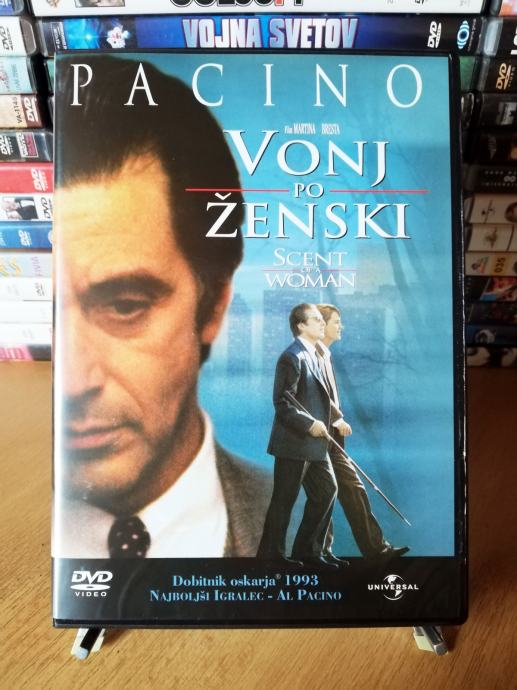 VOJNA SVETOV
DVD
PACINO
Film MARTINA BRESTA
VONJ
PO
ŽENSKI
SCENT
OF A
WOMAN
DVD
VIDEO
Dobitnik oskarja® 1993
NAJBOLJŠI IGRALEC - AL PACINO
UNIVERSAL